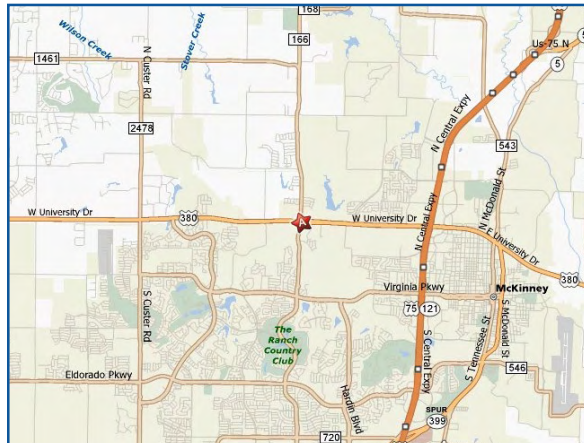 168
166
Wilson Creek
Stover Creek
1461
N Custer Rd
2478
Us-75 N
5
5
543
N Central Expy
N McDonald St
N Central Expy
W University Dr
380
A
W University Dr
E University Dr
380
Virginia Pkwy
McKinney
75
121
S Custer Rd
The
Ranch
Country
Club
S Central Expy
S Tennessee St
S McDonald St
Eldorado Pkwy
546
Hardin Blvd
SPUR
399
720